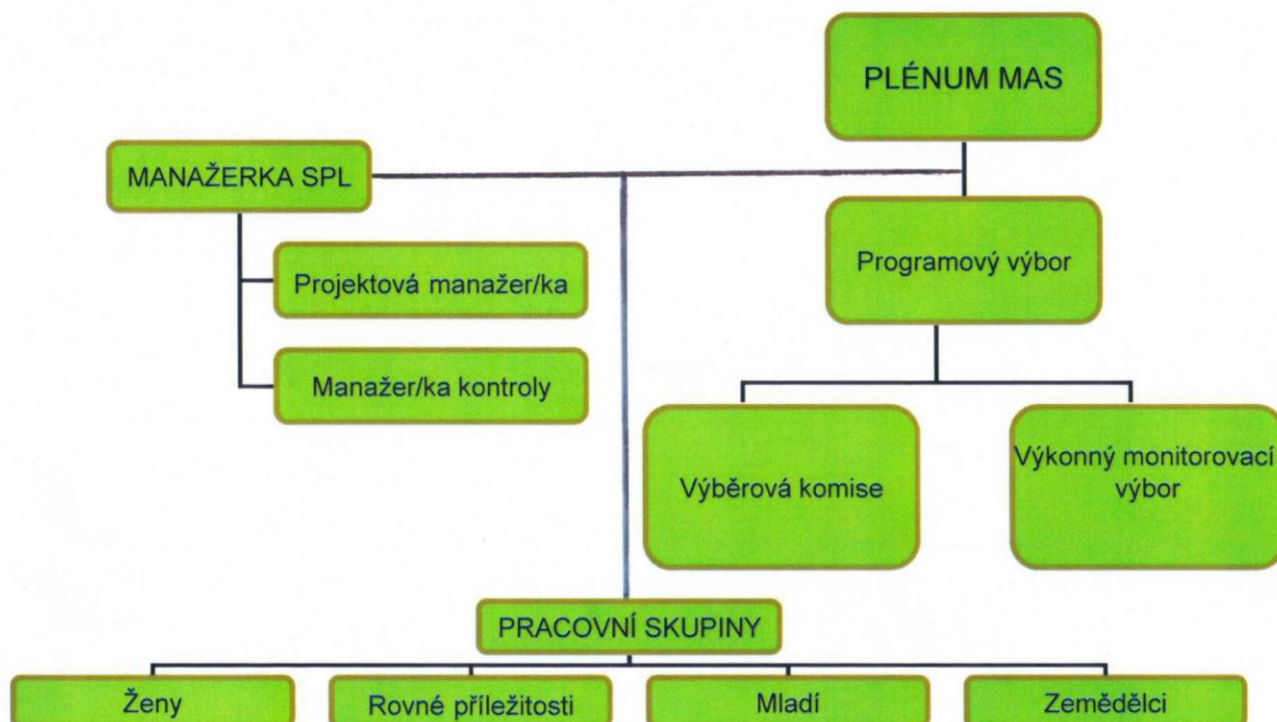 PLÉNUM MAS
MANAŽERKA SPL
Programový výbor
Projektová manažer/ka
Manažer/ka kontroly
Výběrová komise
Výkonný monitorovací
výbor
PRACOVNÍ SKUPINY
Ženy
Rovné příležitosti
Mladí
Zemědělci